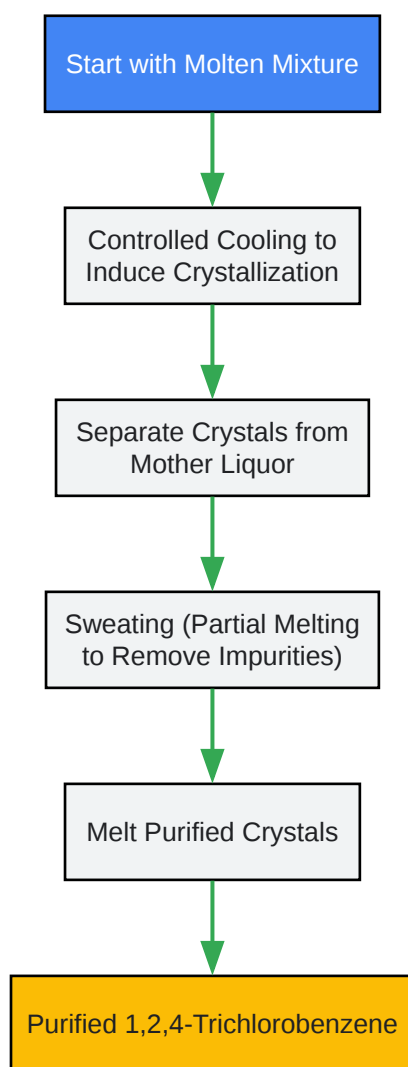 Start with Molten Mixture
Controlled Cooling to
Induce Crystallization
Separate Crystals from
Mother Liquor
Sweating (Partial Melting
to Remove Impurities)
Melt Purified Crystals
Purified 1,2,4-Trichlorobenzene